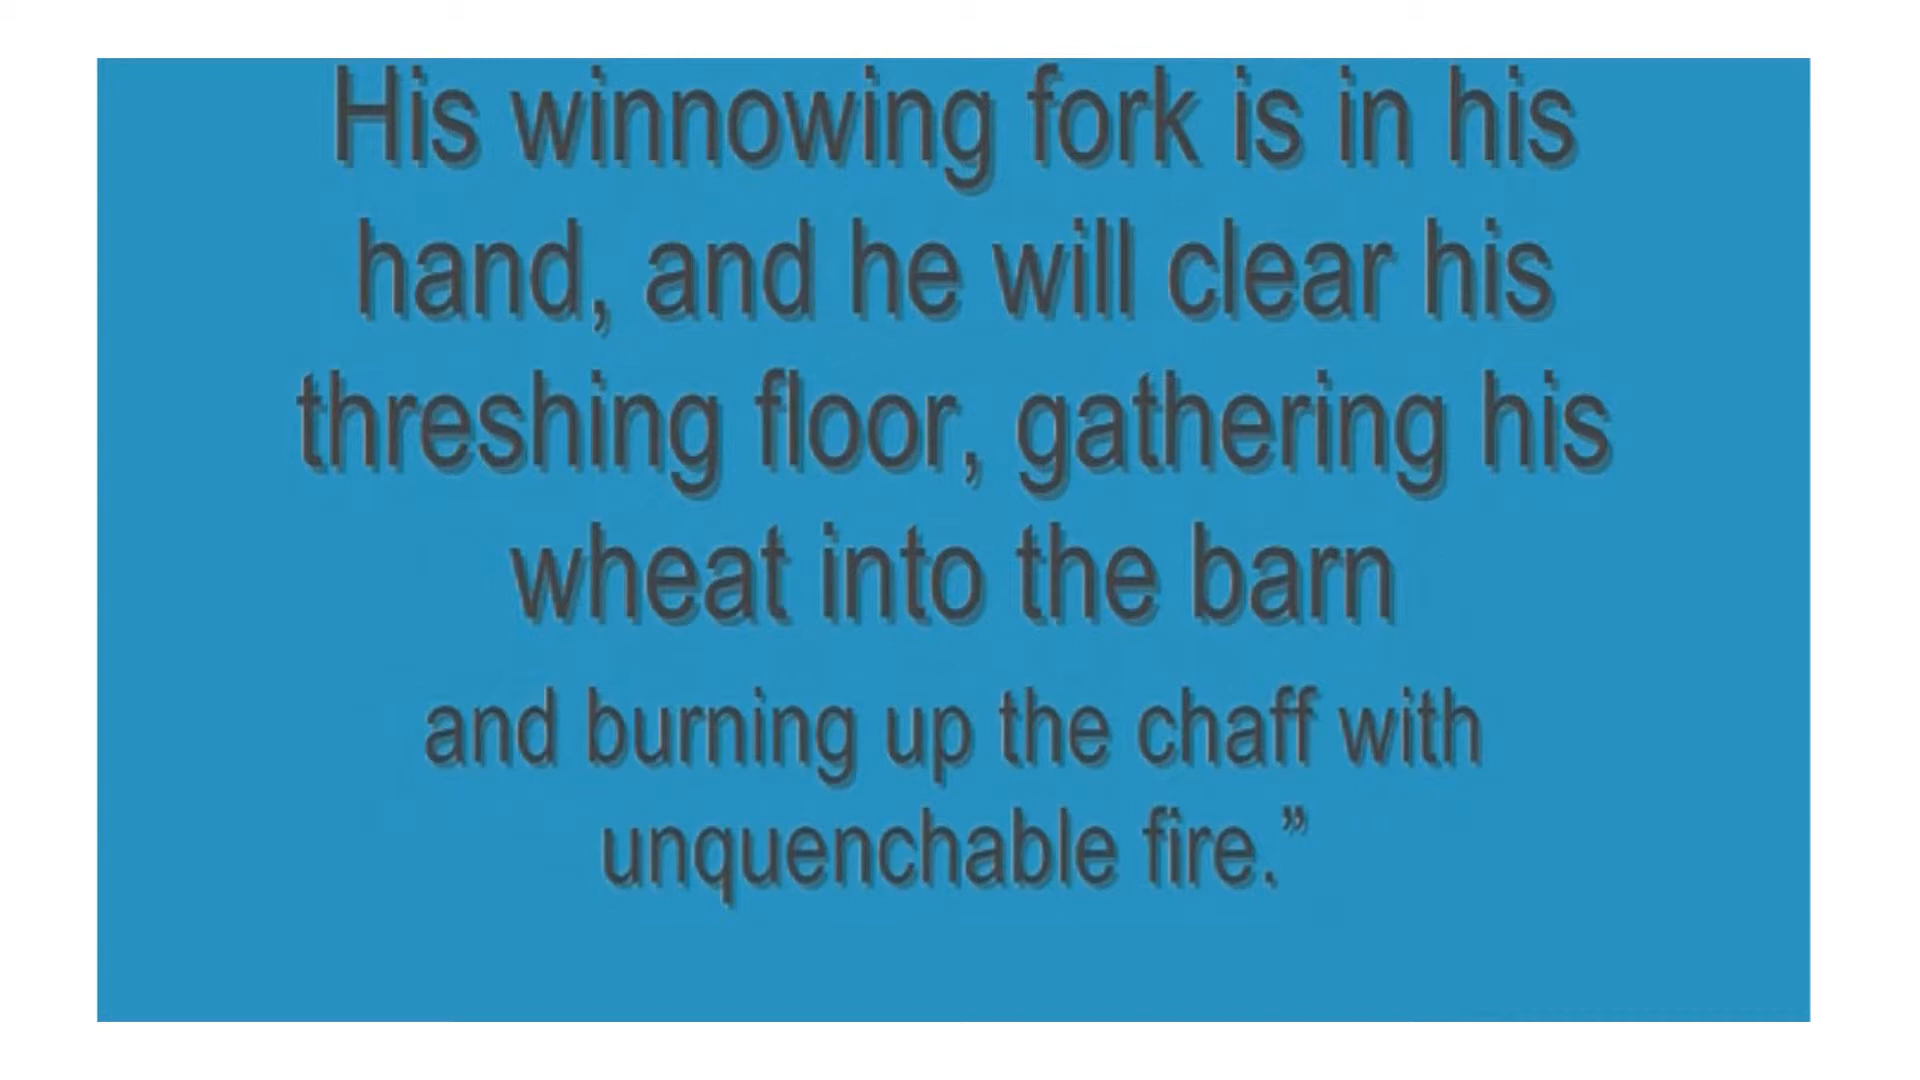 His winnowing fork is in his
hand, and he will clear his
threshing floor, gathering his
wheat into the barn
and burning up the chaff with
unquenchable fire.”